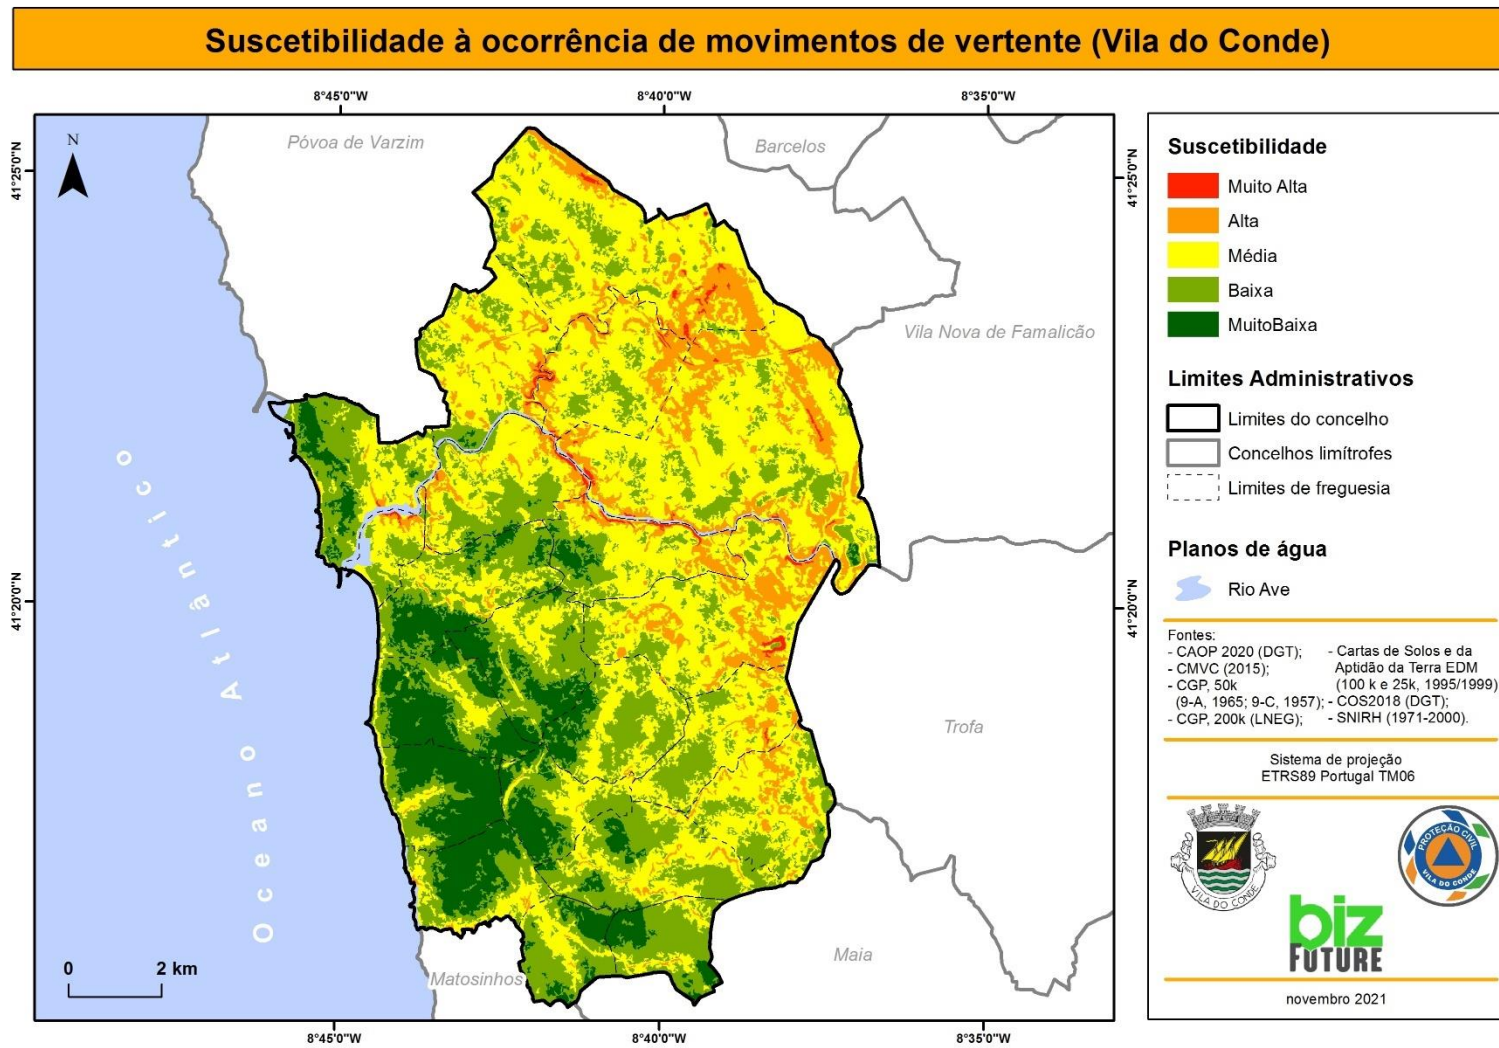 Suscetibilidade à ocorrência de movimentos de vertente (Vila do Conde)
8°45'0"W
8°40'0"W
8°35'0"W
41°25'0"N
41°25'0"N
N
Póvoa de Varzim
Barcelos
Vila Nova de Famalicão
Oceano Atlântico
41°20'0"N
41°20'0"N
Trofa
Maia
Matosinhos
0 2 km
8°45'0"W
8°40'0"W
8°35'0"W
Suscetibilidade
Muito Alta
Alta
Média
Baixa
MuitoBaixa
Limites Administrativos
Limites do concelho
Concelhos limítrofes
Limites de freguesia
Planos de água
Rio Ave
Fontes:
- CAOP 2020 (DGT);
- CMVC (2015);
- CGP, 50k
(9-A, 1965; 9-C, 1957);
- CGP, 200k (LNEG);
- Cartas de Solos e da
Aptidão da Terra EDM
(100 k e 25k, 1995/1999)
- COS2018 (DGT);
- SNIRH (1971-2000).
Sistema de projeção
ETRS89 Portugal TM06
VILA DO CONDE
PROTEÇÃO CIVIL
VILA DO CONDE
biz
FUTURE
novembro 2021